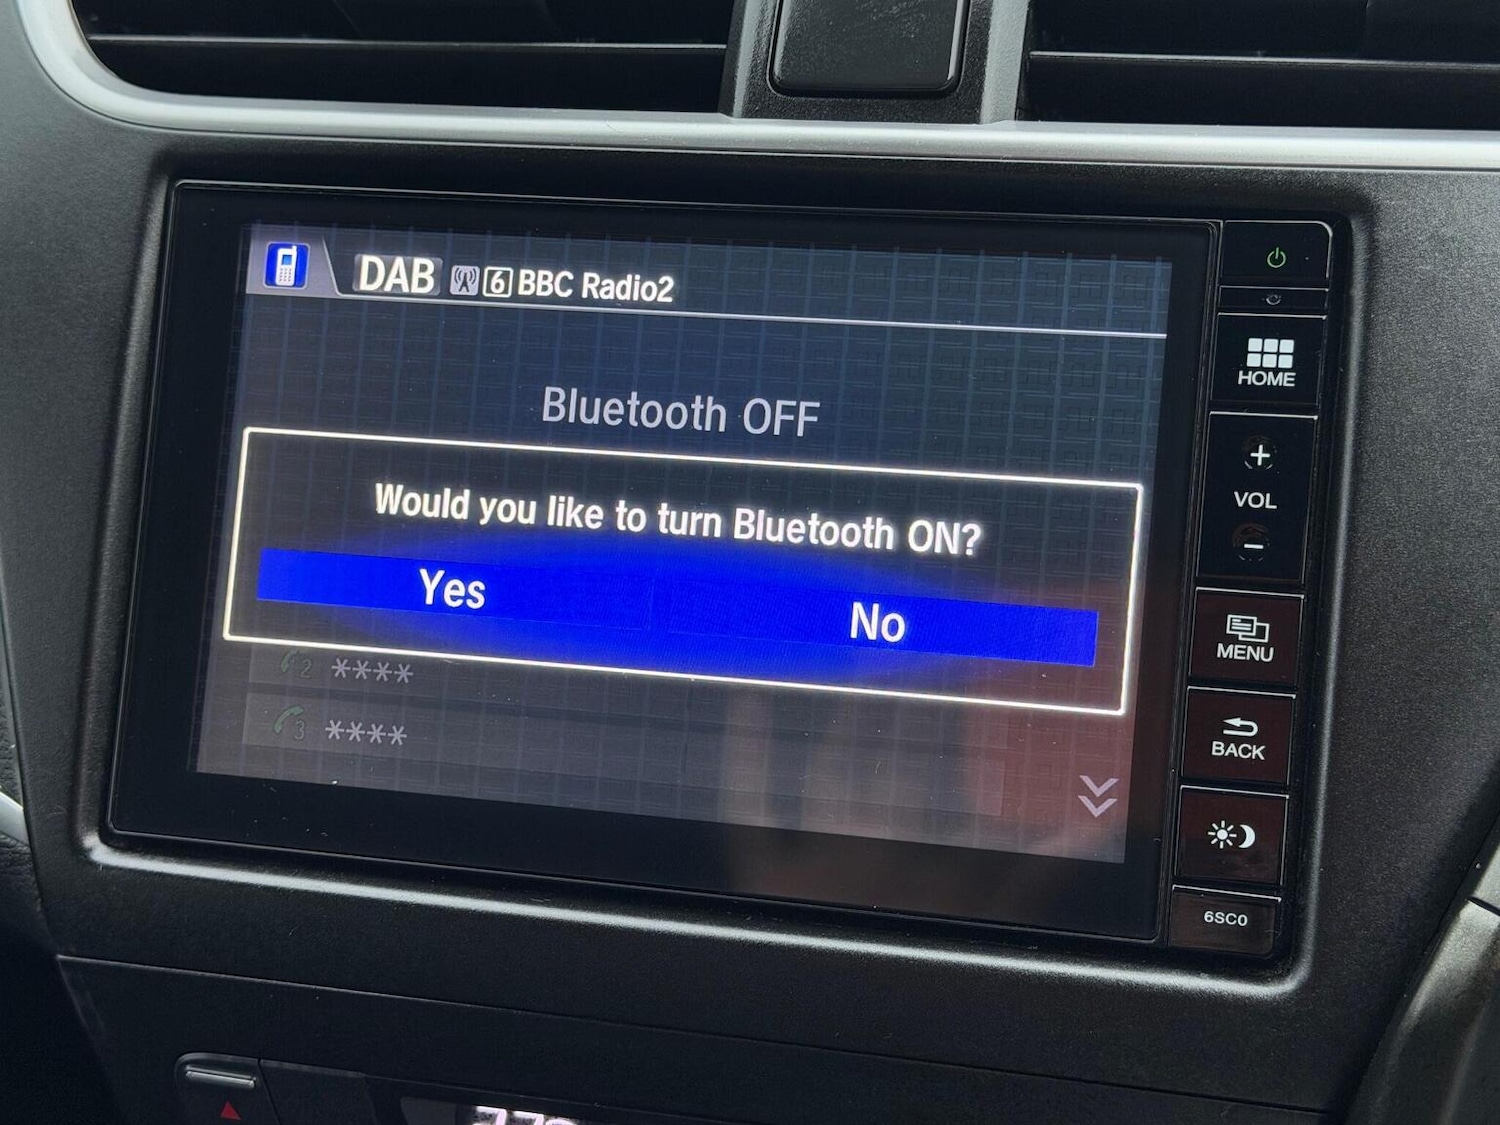 DAB 6 BBC Radio2
Bluetooth OFF
Would you like to turn Bluetooth ON?
Yes No
2 ****
3 ****
HOME
+
VOL
−
MENU
BACK
6SC0